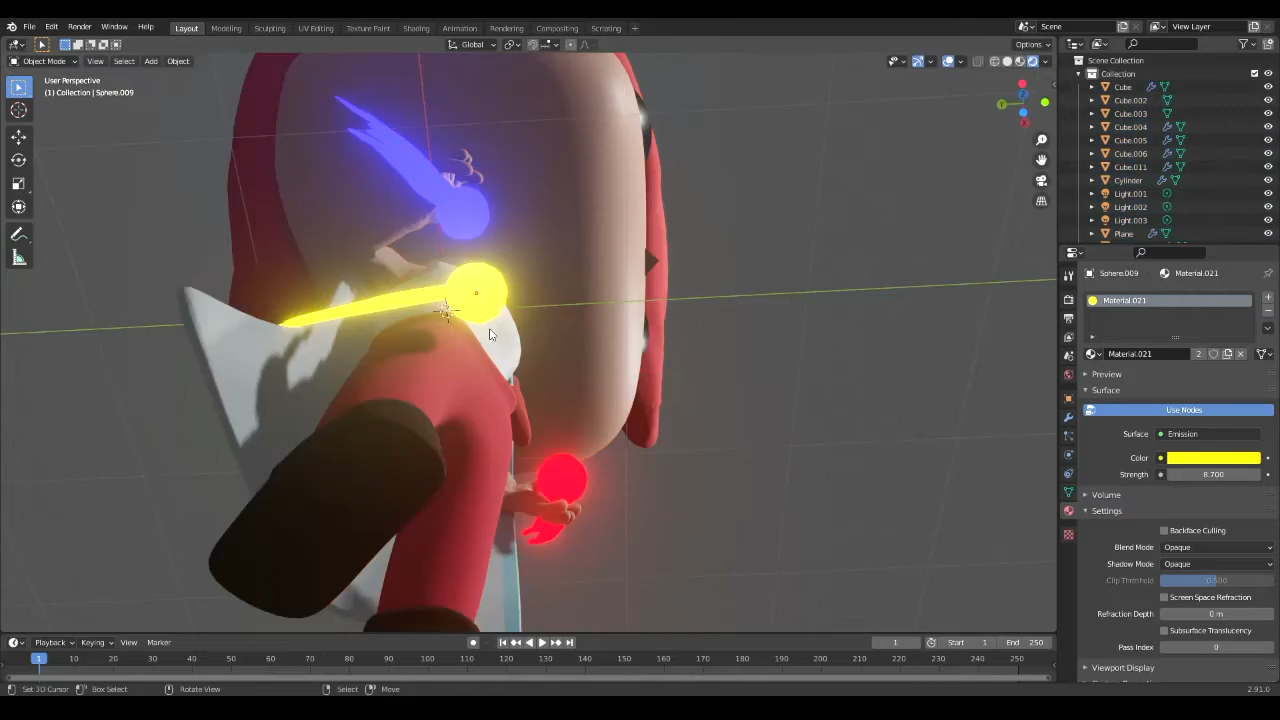 File Edit Render Window Help
Layout Modeling Sculpting UV Editing Texture Paint Shading Animation Rendering Compositing Scripting +
Scene View Layer
Global Options
Object Mode View Select Add Object
User Perspective
(1) Collection | Sphere.009
Scene Collection
Collection
Cube
Cube.002
Cube.003
Cube.004
Cube.005
Cube.006
Cube.011
Cylinder
Light.001
Light.002
Light.003
Plane
Sphere.009 Material.021
Material.021
Material.021 2
Preview
Surface
Use Nodes
Surface Emission
Color
Strength 8.700
Volume
Settings
Backface Culling
Blend Mode Opaque
Shadow Mode Opaque
Clip Threshold 0.500
Screen Space Refraction
Refraction Depth 0 m
Subsurface Translucency
Pass Index 0
Viewport Display
Playback Keying View Marker 1 Start 1 End 250
1 10 20 30 40 50 60 70 80 90 100 110 120 130 140 150 160 170 180 190 200 210 220 230 240 250
Set 3D Cursor Box Select Rotate View Select Move 2.91.0